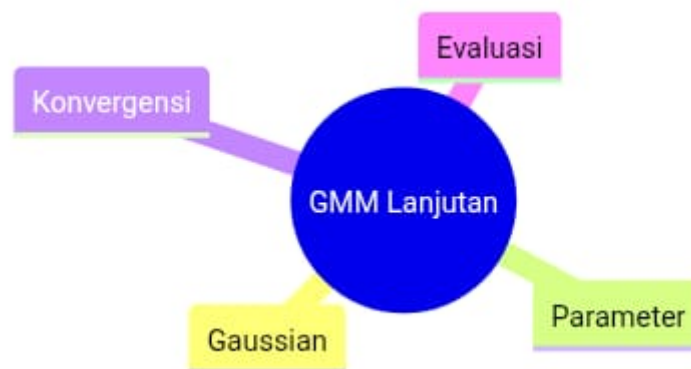 Evaluasi
Konvergensi
GMM Lanjutan
Parameter
Gaussian